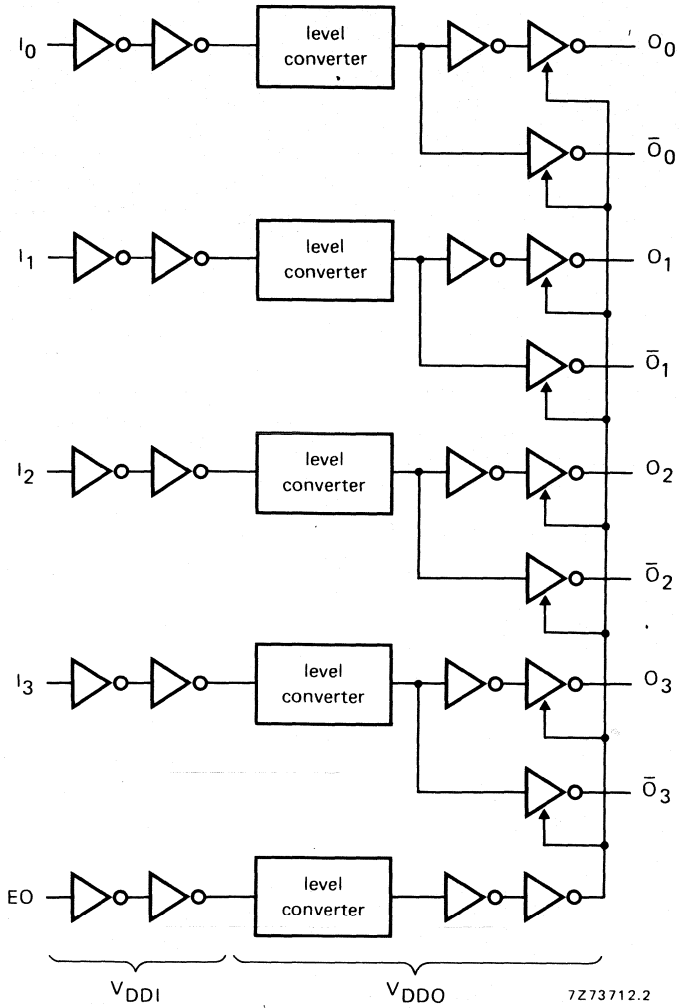 I0
level
converter
O0
Ō0
I1
level
converter
O1
Ō1
I2
level
converter
O2
Ō2
I3
level
converter
O3
Ō3
EO
level
converter
VDDI
VDDO
7Z73712.2